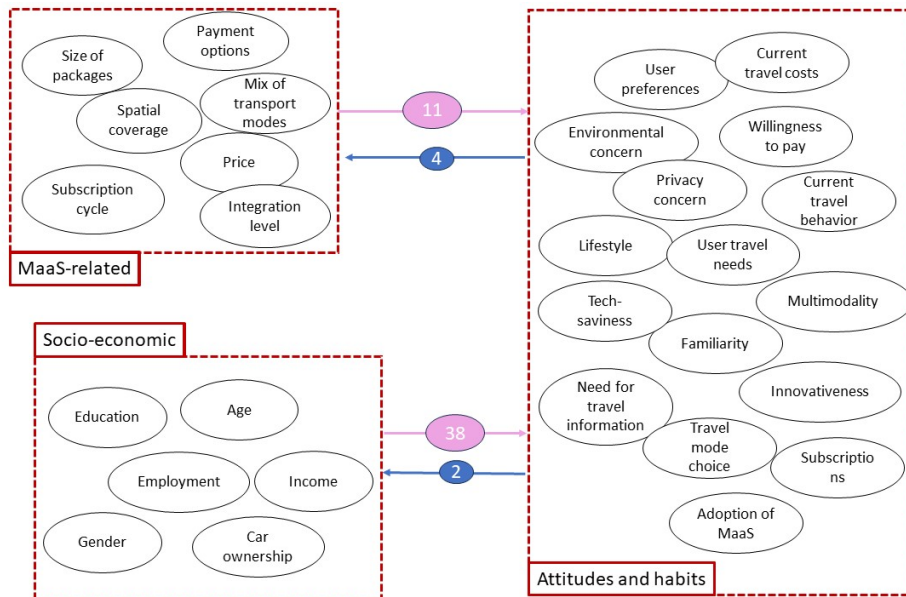 Payment
options
Size of
packages
Mix of
transport
modes
Spatial
coverage
Price
Subscription
cycle
Integration
level
MaaS-related
11
4
User
preferences
Current
travel costs
Environmental
concern
Willingness
to pay
Privacy
concern
Current
travel
behavior
Lifestyle
User travel
needs
Tech-
saviness
Multimodality
Familiarity
Need for
travel
information
Innovativeness
Travel
mode
choice
Subscriptio
ns
Adoption of
MaaS
Attitudes and habits
Socio-economic
Education
Age
Employment
Income
Gender
Car
ownership
38
2